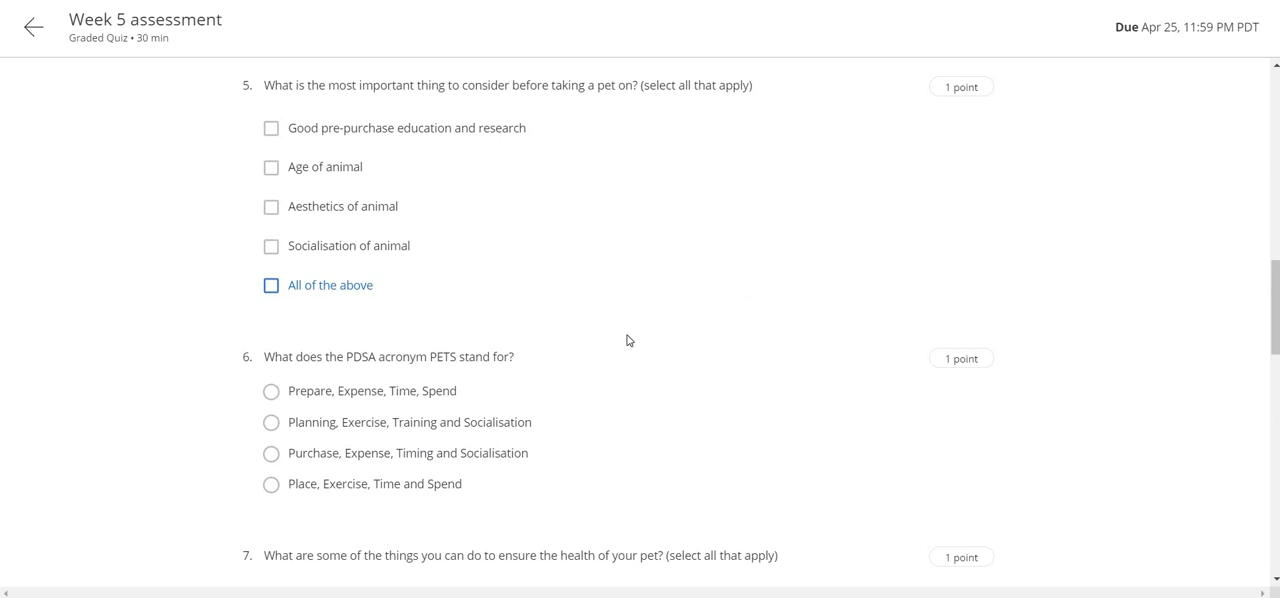 Week 5 assessment
Graded Quiz • 30 min
Due Apr 25, 11:59 PM PDT
5. What is the most important thing to consider before taking a pet on? (select all that apply)
1 point
Good pre-purchase education and research
Age of animal
Aesthetics of animal
Socialisation of animal
All of the above
6. What does the PDSA acronym PETS stand for?
1 point
Prepare, Expense, Time, Spend
Planning, Exercise, Training and Socialisation
Purchase, Expense, Timing and Socialisation
Place, Exercise, Time and Spend
7. What are some of the things you can do to ensure the health of your pet? (select all that apply)
1 point